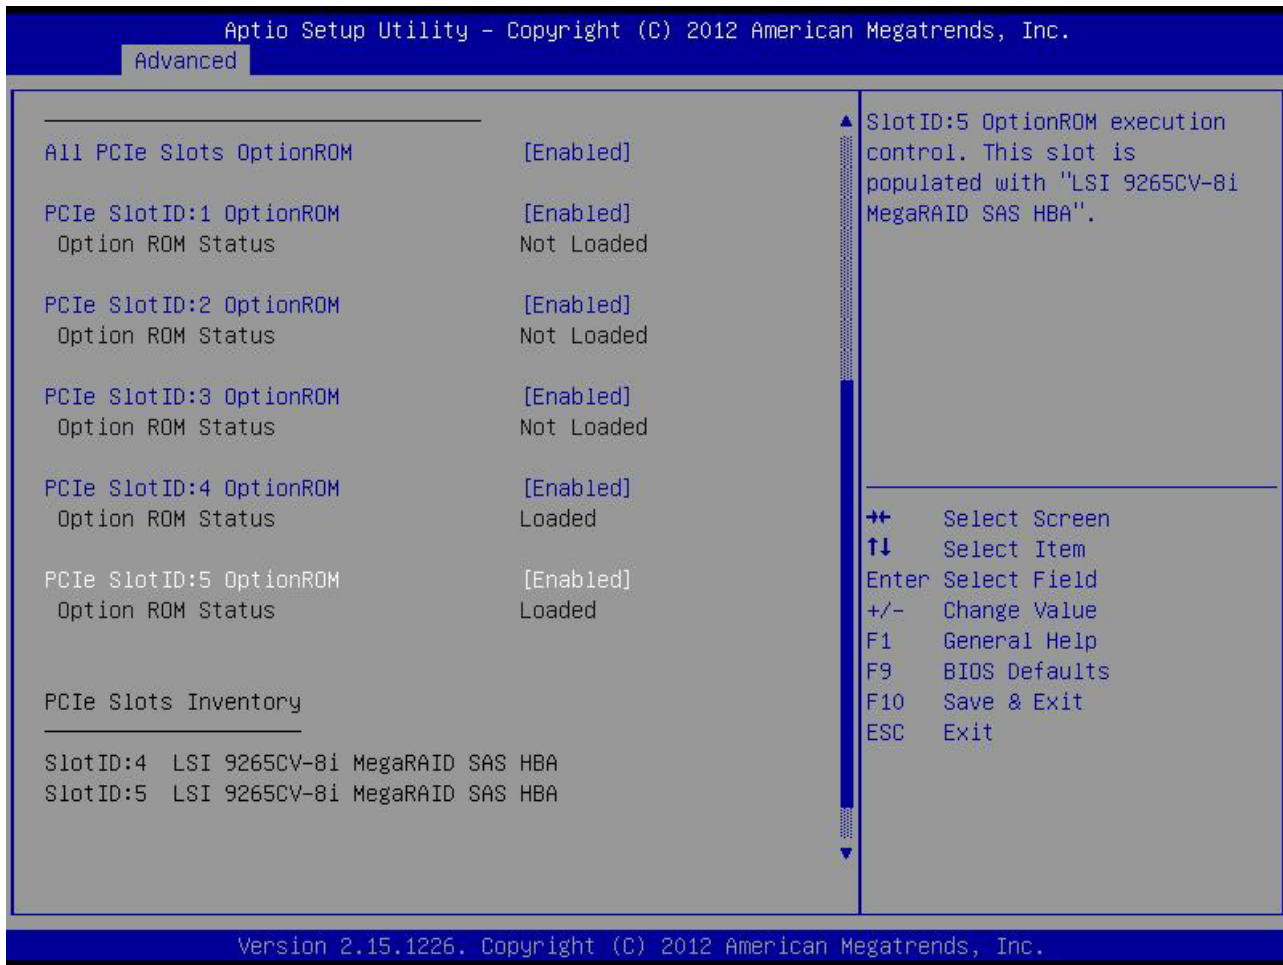 Aptio Setup Utility – Copyright (C) 2012 American Megatrends, Inc.
Advanced
All PCIe Slots OptionROM [Enabled]
PCIe SlotID:1 OptionROM [Enabled]
Option ROM Status Not Loaded
PCIe SlotID:2 OptionROM [Enabled]
Option ROM Status Not Loaded
PCIe SlotID:3 OptionROM [Enabled]
Option ROM Status Not Loaded
PCIe SlotID:4 OptionROM [Enabled]
Option ROM Status Loaded
PCIe SlotID:5 OptionROM [Enabled]
Option ROM Status Loaded
PCIe Slots Inventory
SlotID:4 LSI 9265CV-8i MegaRAID SAS HBA
SlotID:5 LSI 9265CV-8i MegaRAID SAS HBA
SlotID:5 OptionROM execution
control. This slot is
populated with "LSI 9265CV-8i
MegaRAID SAS HBA".
→← Select Screen
↑↓ Select Item
Enter Select Field
+/- Change Value
F1 General Help
F9 BIOS Defaults
F10 Save & Exit
ESC Exit
Version 2.15.1226. Copyright (C) 2012 American Megatrends, Inc.